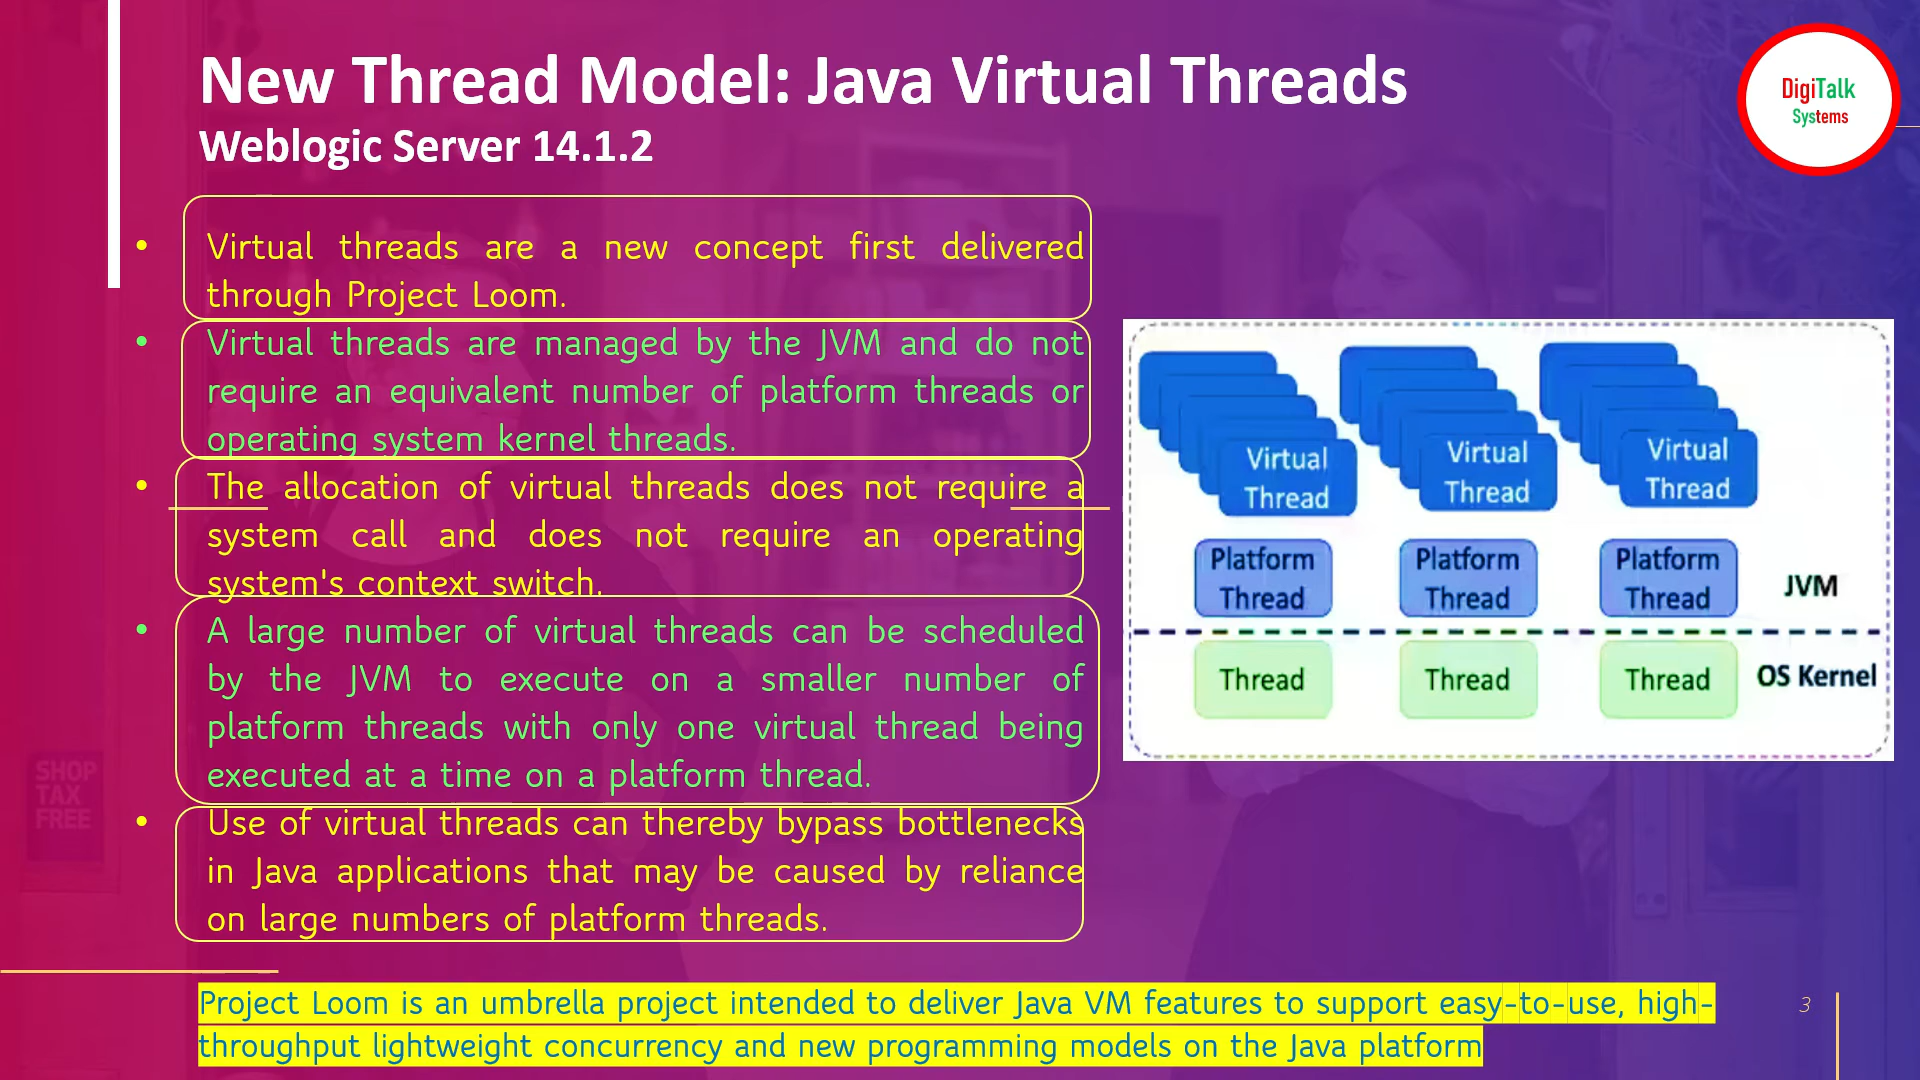 New Thread Model: Java Virtual Threads
Weblogic Server 14.1.2
DigiTalk
Systems
• Virtual threads are a new concept first delivered
through Project Loom.
• Virtual threads are managed by the JVM and do not
require an equivalent number of platform threads or
operating system kernel threads.
• The allocation of virtual threads does not require a
system call and does not require an operating
system's context switch.
• A large number of virtual threads can be scheduled
by the JVM to execute on a smaller number of
platform threads with only one virtual thread being
executed at a time on a platform thread.
• Use of virtual threads can thereby bypass bottlenecks
in Java applications that may be caused by reliance
on large numbers of platform threads.
Virtual
Thread
Virtual
Thread
Virtual
Thread
Platform
Thread
Platform
Thread
Platform
Thread
JVM
Thread
Thread
Thread
OS Kernel
SHOP
TAX
FREE
Project Loom is an umbrella project intended to deliver Java VM features to support easy-to-use, high-
throughput lightweight concurrency and new programming models on the Java platform
3